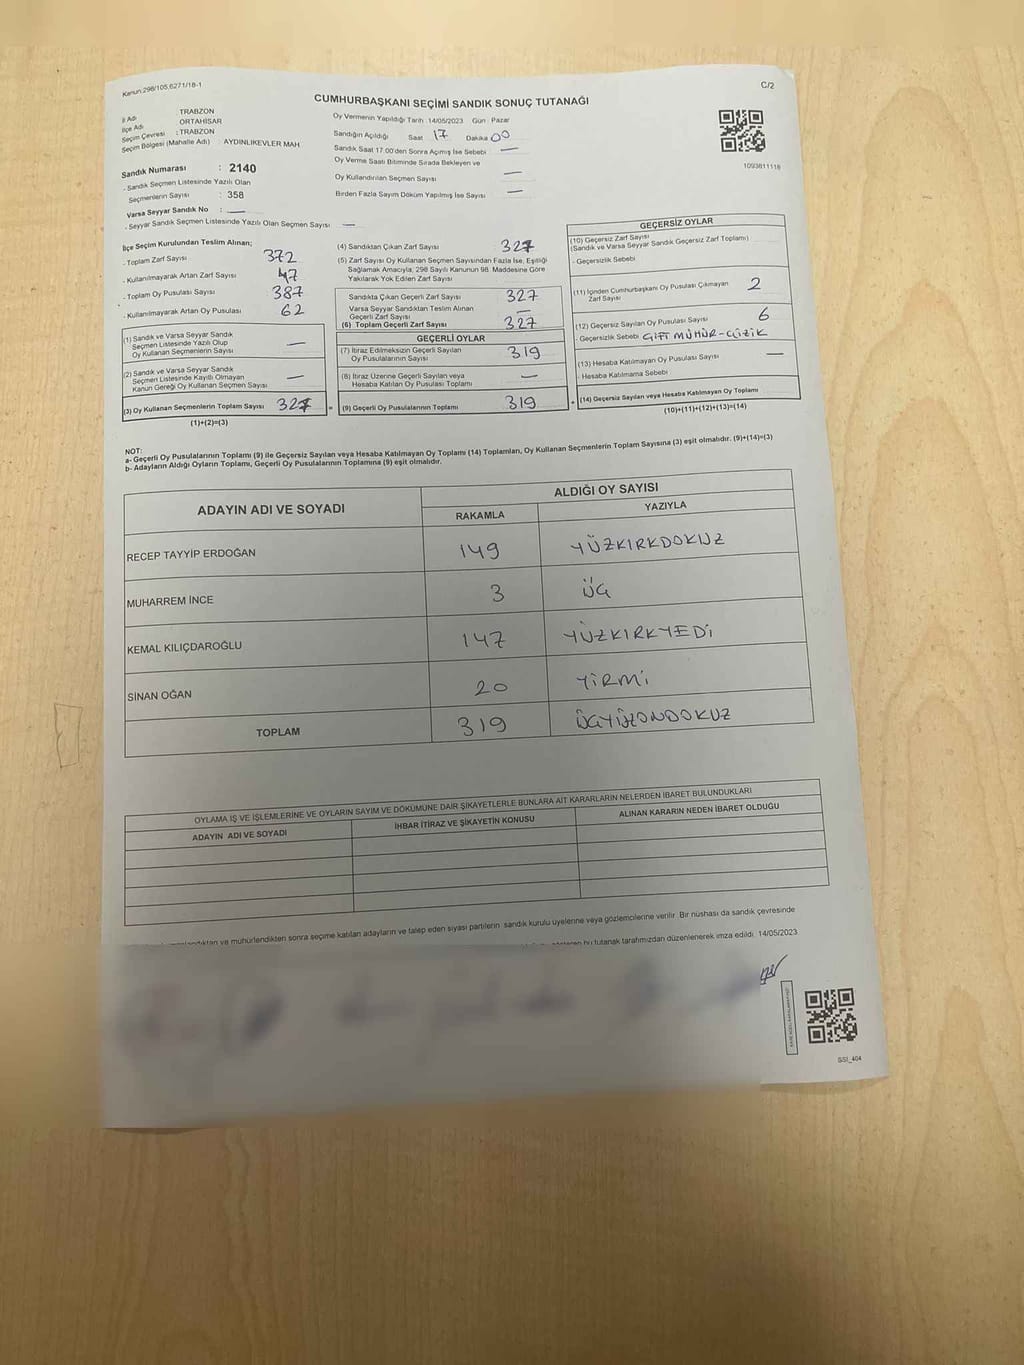 Kanun:298/105,6271/18-1
C/2
CUMHURBAŞKANI SEÇİMİ SANDIK SONUÇ TUTANAĞI
İl Adı : TRABZON
İlçe Adı : ORTAHİSAR
Seçim Çevresi : TRABZON
Seçim Bölgesi (Mahalle Adı) : AYDINLIKEVLER MAH
Sandık Numarası : 2140
- Sandık Seçmen Listesinde Yazılı Olan
Seçmenlerin Sayısı : 358
Varsa Seyyar Sandık No : —
- Seyyar Sandık Seçmen Listesinde Yazılı Olan Seçmen Sayısı : —
Oy Vermenin Yapıldığı Tarih :14/05/2023 Gün : Pazar
Sandığın Açıldığı Saat 17 Dakika 00
Sandık Saat 17.00'den Sonra Açımış İse Sebebi —
Oy Verme Saati Bitiminde Sırada Bekleyen ve
Oy Kullandırılan Seçmen Sayısı —
Birden Fazla Sayım Döküm Yapılmış İse Sayısı —
1093811118
İlçe Seçim Kurulundan Teslim Alınan;
- Toplam Zarf Sayısı 372
- Kullanılmayarak Artan Zarf Sayısı 47
- Toplam Oy Pusulası Sayısı 387
- Kullanılmayarak Artan Oy Pusulası 62
(1) Sandık ve Varsa Seyyar Sandık
Seçmen Listesinde Yazılı Olup
Oy Kullanan Seçmenlerin Sayısı —
(2) Sandık ve Varsa Seyyar Sandık
Seçmen Listesinde Kayıtlı Olmayan
Kanun Gereği Oy Kullanan Seçmen Sayısı —
(3) Oy Kullanan Seçmenlerin Toplam Sayısı 327
(1)+(2)=(3)
(4) Sandıktan Çıkan Zarf Sayısı 327
(5) Zarf Sayısı Oy Kullanan Seçmen Sayısından Fazla İse, Eşitliği
Sağlamak Amacıyla, 298 Sayılı Kanunun 98. Maddesine Göre
Yakılarak Yok Edilen Zarf Sayısı
Sandıkta Çıkan Geçerli Zarf Sayısı 327
Varsa Seyyar Sandıktan Teslim Alınan
Geçerli Zarf Sayısı —
(6) Toplam Geçerli Zarf Sayısı 327
GEÇERLİ OYLAR
(7) İtiraz Edilmeksizin Geçerli Sayılan
Oy Pusulalarının Sayısı 319
(8) İtiraz Üzerine Geçerli Sayılan veya
Hesaba Katılan Oy Pusulası Toplamı —
= (9) Geçerli Oy Pusulalarının Toplamı 319
GEÇERSİZ OYLAR
(10) Geçersiz Zarf Sayısı
(Sandık ve Varsa Seyyar Sandık Geçersiz Zarf Toplamı)
- Geçersizlik Sebebi
(11) İçinden Cumhurbaşkanı Oy Pusulası Çıkmayan
Zarf Sayısı 2
(12) Geçersiz Sayılan Oy Pusulası Sayısı 6
- Geçersizlik Sebebi ÇİFT MÜHÜR-ÇİZİK
(13) Hesaba Katılmayan Oy Pusulası Sayısı —
- Hesaba Katılmama Sebebi
+ (14) Geçersiz Sayılan veya Hesaba Katılmayan Oy Toplamı
(10)+(11)+(12)+(13)=(14)
NOT:
a- Geçerli Oy Pusulalarının Toplamı (9) ile Geçersiz Sayılan veya Hesaba Katılmayan Oy Toplamı (14) Toplamları, Oy Kullanan Seçmenlerin Toplam Sayısına (3) eşit olmalıdır. (9)+(14)=(3)
b- Adayların Aldığı Oyların Toplamı, Geçerli Oy Pusulalarının Toplamına (9) eşit olmalıdır.
ADAYIN ADI VE SOYADI
ALDIĞI OY SAYISI
RAKAMLA YAZIYLA
RECEP TAYYİP ERDOĞAN 149 YÜZKIRKDOKUZ
MUHARREM İNCE 3 ÜÇ
KEMAL KILIÇDAROĞLU 147 YÜZKIRKYEDİ
SİNAN OĞAN 20 YİRMİ
TOPLAM 319 ÜÇYÜZONDOKUZ
OYLAMA İŞ VE İŞLEMLERİNE VE OYLARIN SAYIM VE DÖKÜMÜNE DAİR ŞİKAYETLERLE BUNLARA AİT KARARLARIN NELERDEN İBARET BULUNDUKLARI
ADAYIN ADI VE SOYADI İHBAR İTİRAZ VE ŞİKAYETİN KONUSU ALINAN KARARIN NEDEN İBARET OLDUĞU
ve mühürlendikten sonra seçime katılan adayların ve talep eden siyasi partilerin sandık kurulu üyelerine veya gözlemcilerine verilir. Bir nüshası da sandık çevresinde
bu tutanak tarafımızdan düzenlenerek imza edildi. 14/05/2023
SSI_404